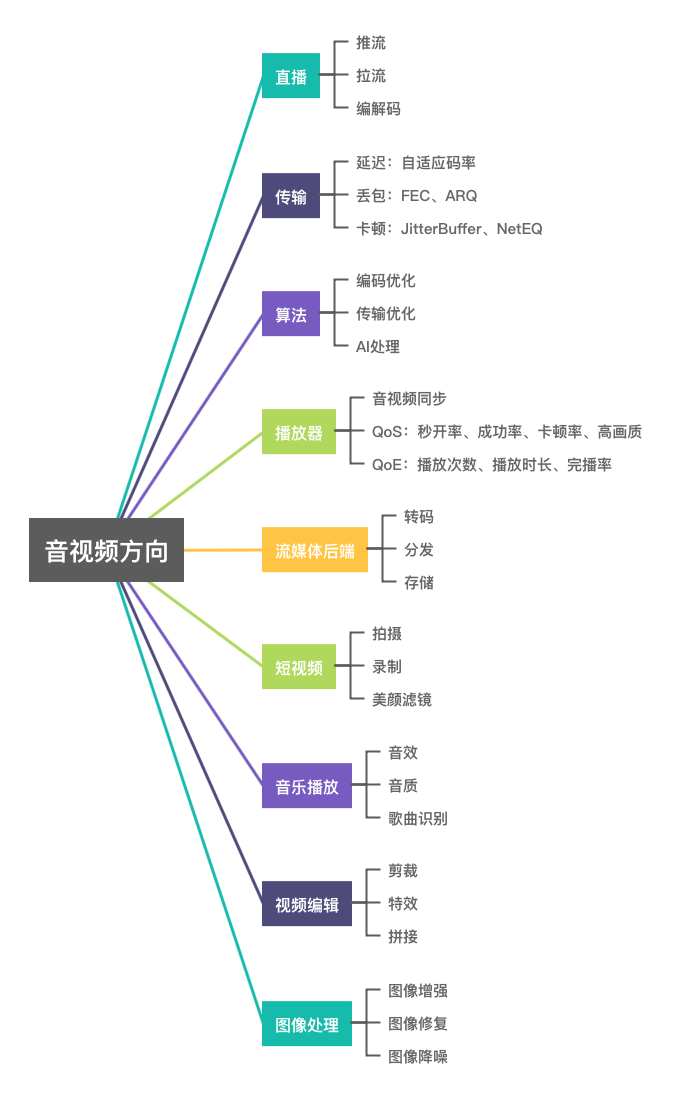 音视频方向
直播
推流
拉流
编解码
传输
延迟：自适应码率
丢包：FEC、ARQ
卡顿：JitterBuffer、NetEQ
算法
编码优化
传输优化
AI处理
播放器
音视频同步
QoS：秒开率、成功率、卡顿率、高画质
QoE：播放次数、播放时长、完播率
流媒体后端
转码
分发
存储
短视频
拍摄
录制
美颜滤镜
音乐播放
音效
音质
歌曲识别
视频编辑
剪裁
特效
拼接
图像处理
图像增强
图像修复
图像降噪